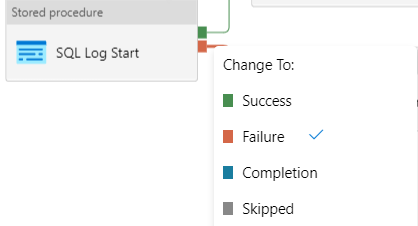 Stored procedure
SQL Log Start
Change To:
Success
Failure
Completion
Skipped